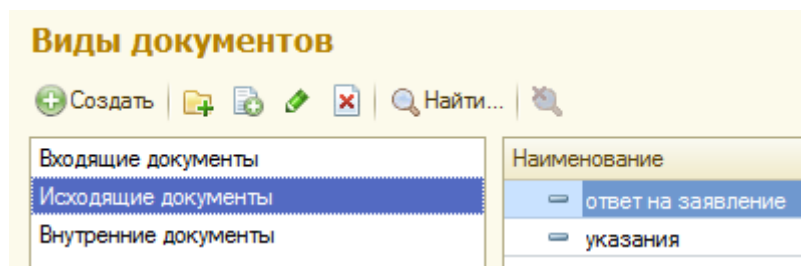 Виды документов
Создать Найти...
Входящие документы
Исходящие документы
Внутренние документы
Наименование
ответ на заявление
указания